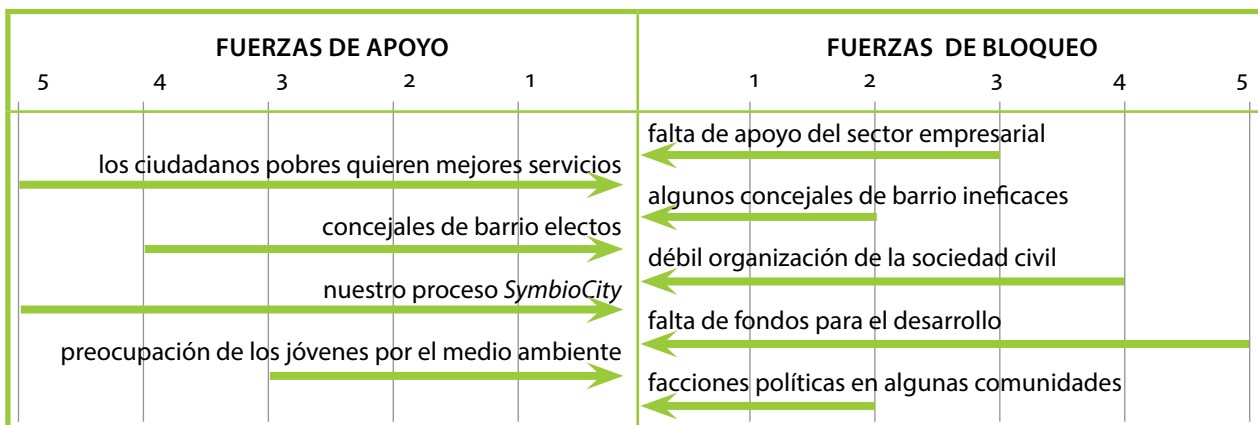 FUERZAS DE APOYO
5 4 3 2 1
los ciudadanos pobres quieren mejores servicios
concejales de barrio electos
nuestro proceso SymbioCity
preocupación de los jóvenes por el medio ambiente
FUERZAS DE BLOQUEO
1 2 3 4 5
falta de apoyo del sector empresarial
algunos concejales de barrio ineficaces
débil organización de la sociedad civil
falta de fondos para el desarrollo
facciones políticas en algunas comunidades